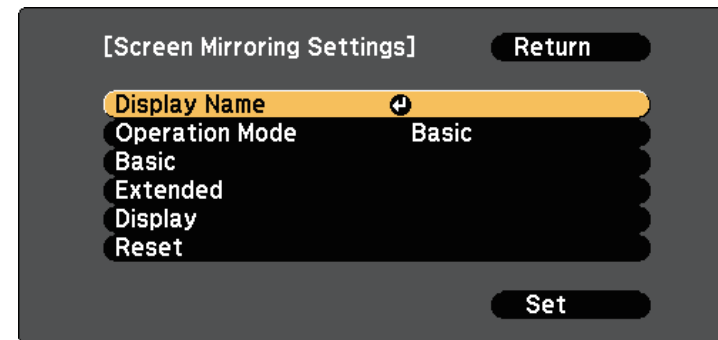 [Screen Mirroring Settings] Return
Display Name
Operation Mode Basic
Basic
Extended
Display
Reset
Set